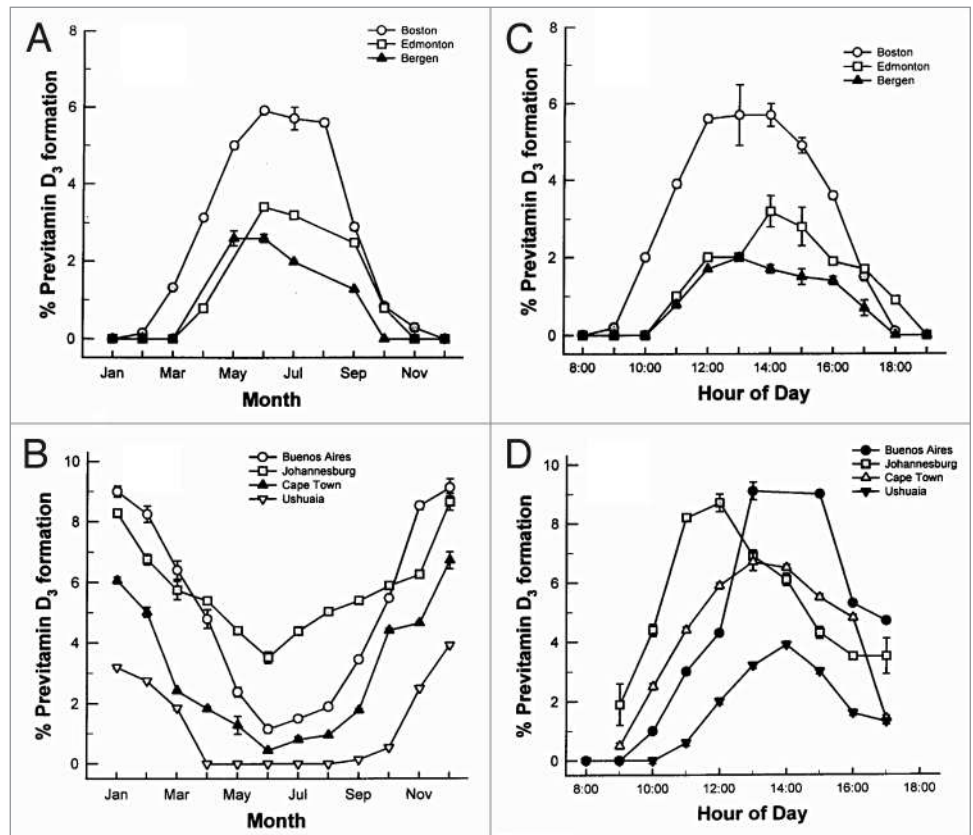 A
Boston
Edmonton
Bergen
% Previtamin D3 formation
8
6
4
2
0
Jan
Mar
May
Jul
Sep
Nov
Month
C
Boston
Edmonton
Bergen
% Previtamin D3 formation
8
6
4
2
0
8:00
10:00
12:00
14:00
16:00
18:00
Hour of Day
B
Buenos Aires
Johannesburg
Cape Town
Ushuaia
% Previtamin D3 formation
10
8
6
4
2
0
Jan
Mar
May
Jul
Sep
Nov
Month
D
Buenos Aires
Johannesburg
Cape Town
Ushuaia
% Previtamin D3 formation
10
8
6
4
2
0
8:00
10:00
12:00
14:00
16:00
18:00
Hour of Day